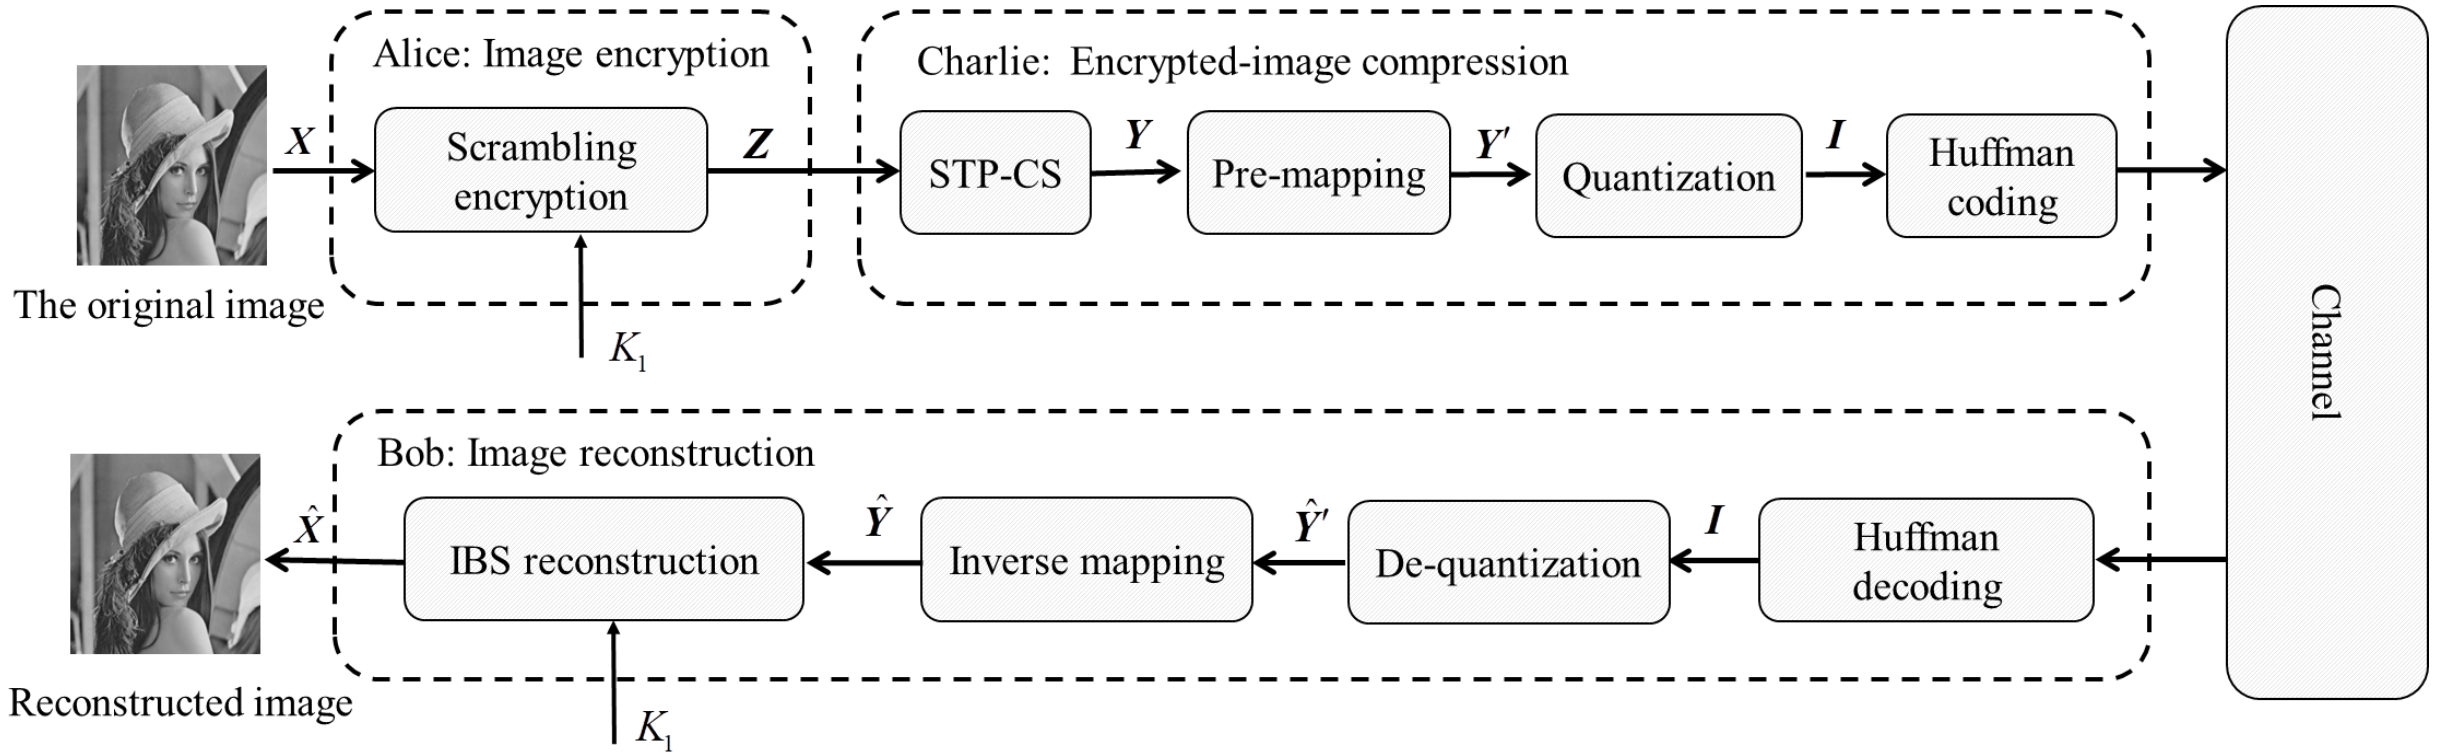 Alice: Image encryption
Charlie: Encrypted-image compression
X
Scrambling
encryption
Z
STP-CS
Y
Pre-mapping
Y′
Quantization
I
Huffman
coding
The original image
K₁
Channel
Bob: Image reconstruction
X̂
IBS reconstruction
Ŷ
Inverse mapping
Ŷ′
De-quantization
I
Huffman
decoding
Reconstructed image
K₁